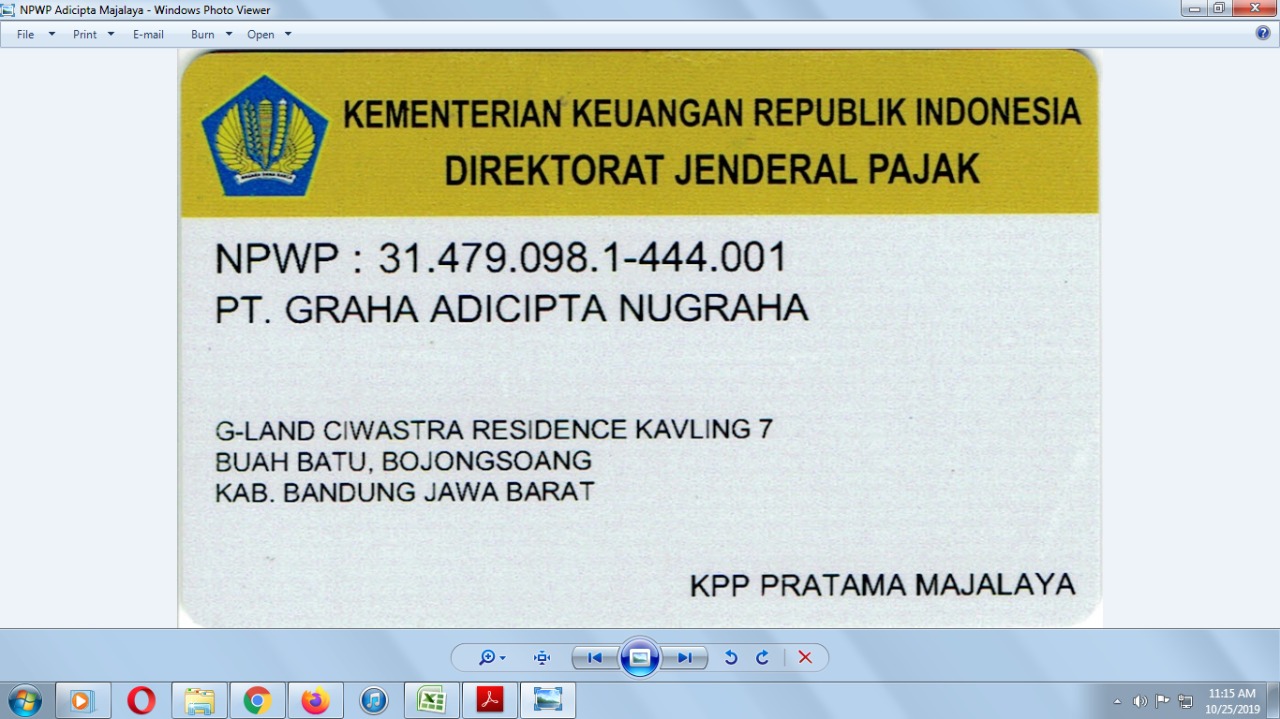 NPWP Adicipta Majalaya - Windows Photo Viewer
File Print E-mail Burn Open
KEMENTERIAN KEUANGAN REPUBLIK INDONESIA
DIREKTORAT JENDERAL PAJAK
NPWP : 31.479.098.1-444.001
PT. GRAHA ADICIPTA NUGRAHA
G-LAND CIWASTRA RESIDENCE KAVLING 7
BUAH BATU, BOJONGSOANG
KAB. BANDUNG JAWA BARAT
KPP PRATAMA MAJALAYA
11:15 AM
10/25/2019